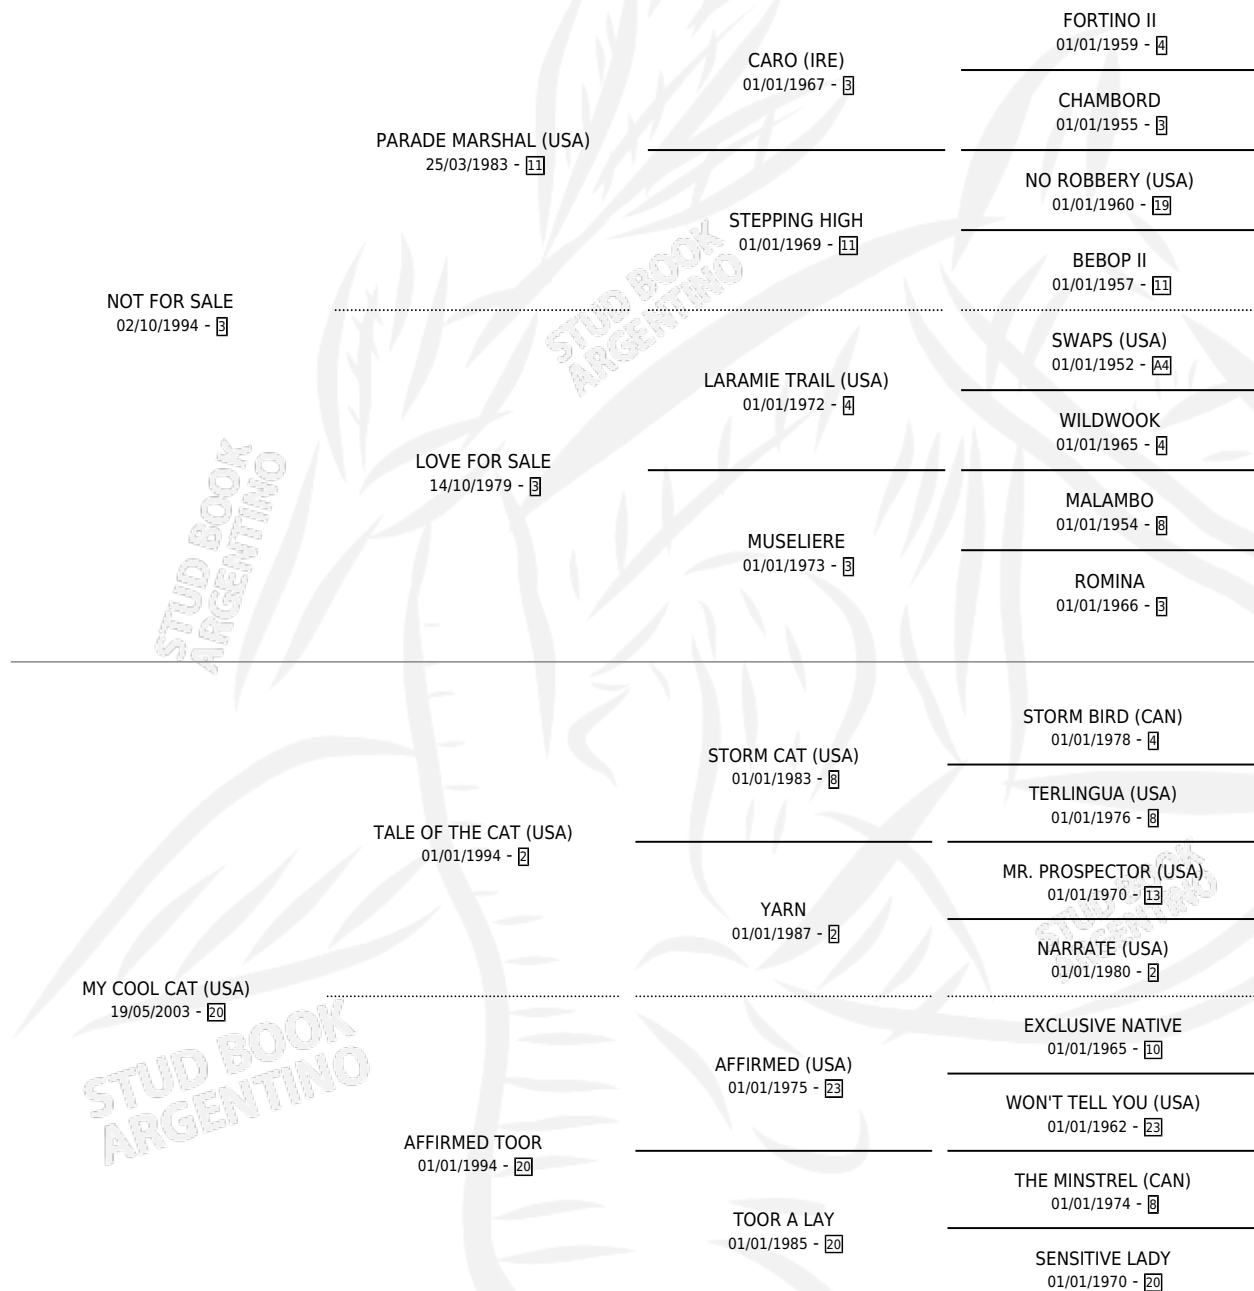 FORTINO II
01/01/1959 - 4
CARO (IRE)
01/01/1967 - 3
CHAMBORD
01/01/1955 - 3
PARADE MARSHAL (USA)
25/03/1983 - 11
NO ROBBERY (USA)
01/01/1960 - 19
STEPPING HIGH
01/01/1969 - 11
BEBOP II
01/01/1957 - 11
NOT FOR SALE
02/10/1994 - 3
STUD BOOK
ARGENTINO
SWAPS (USA)
01/01/1952 - A4
LARAMIE TRAIL (USA)
01/01/1972 - 4
WILDWOOK
01/01/1965 - 4
LOVE FOR SALE
14/10/1979 - 3
MALAMBO
01/01/1954 - 8
MUSELIERE
01/01/1973 - 3
ROMINA
01/01/1966 - 3
STUD BOOK
ARGENTINO
STORM BIRD (CAN)
01/01/1978 - 4
STORM CAT (USA)
01/01/1983 - 8
TERLINGUA (USA)
01/01/1976 - 8
TALE OF THE CAT (USA)
01/01/1994 - 2
MR. PROSPECTOR (USA)
01/01/1970 - 13
YARN
01/01/1987 - 2
NARRATE (USA)
01/01/1980 - 2
STUD BOOK
ARGENTINO
MY COOL CAT (USA)
19/05/2003 - 20
EXCLUSIVE NATIVE
01/01/1965 - 10
AFFIRMED (USA)
01/01/1975 - 23
WON'T TELL YOU (USA)
01/01/1962 - 23
STUD BOOK
ARGENTINO
AFFIRMED TOOR
01/01/1994 - 20
THE MINSTREL (CAN)
01/01/1974 - 8
TOOR A LAY
01/01/1985 - 20
SENSITIVE LADY
01/01/1970 - 20